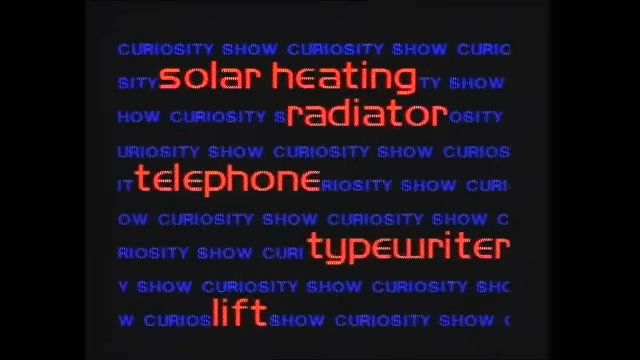 CURIOSITY SHOW CURIOSITY SHOW CURIO
SITY solar heating TY SHOW
HOW CURIOSITY S radiator OSITY
URIOSITY SHOW CURIOSITY SHOW CURIOS
IT telephone RIOSITY SHOW CURI
OW CURIOSITY SHOW CURIOSITY SHOW C
RIOSITY SHOW CURI typewriter
Y SHOW CURIOSITY SHOW CURIOSITY SHO
W CURIOS lift SHOW CURIOSITY SHOW C